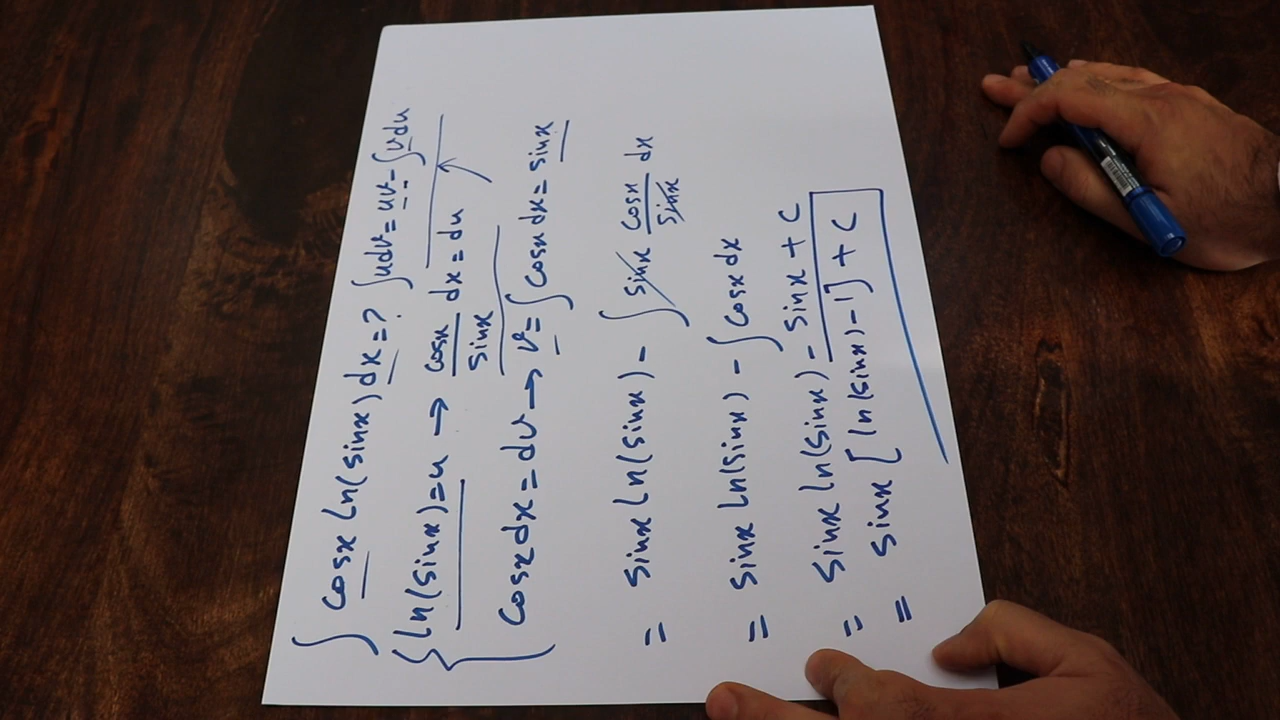 ∫ cosx ln(sinx) dx = ? ∫udv = uv - ∫vdu
ln(sinx) = u → cosx/sinx dx = du
cosx dx = dv → v = ∫cosx dx = sinx
= sinx Ln(sinx) - ∫ sinx cosx/sinx dx
= sinx Ln(sinx) - ∫cosx dx
= sinx Ln(sinx) - sinx + c
= sinx [ln(sinx) - 1] + c